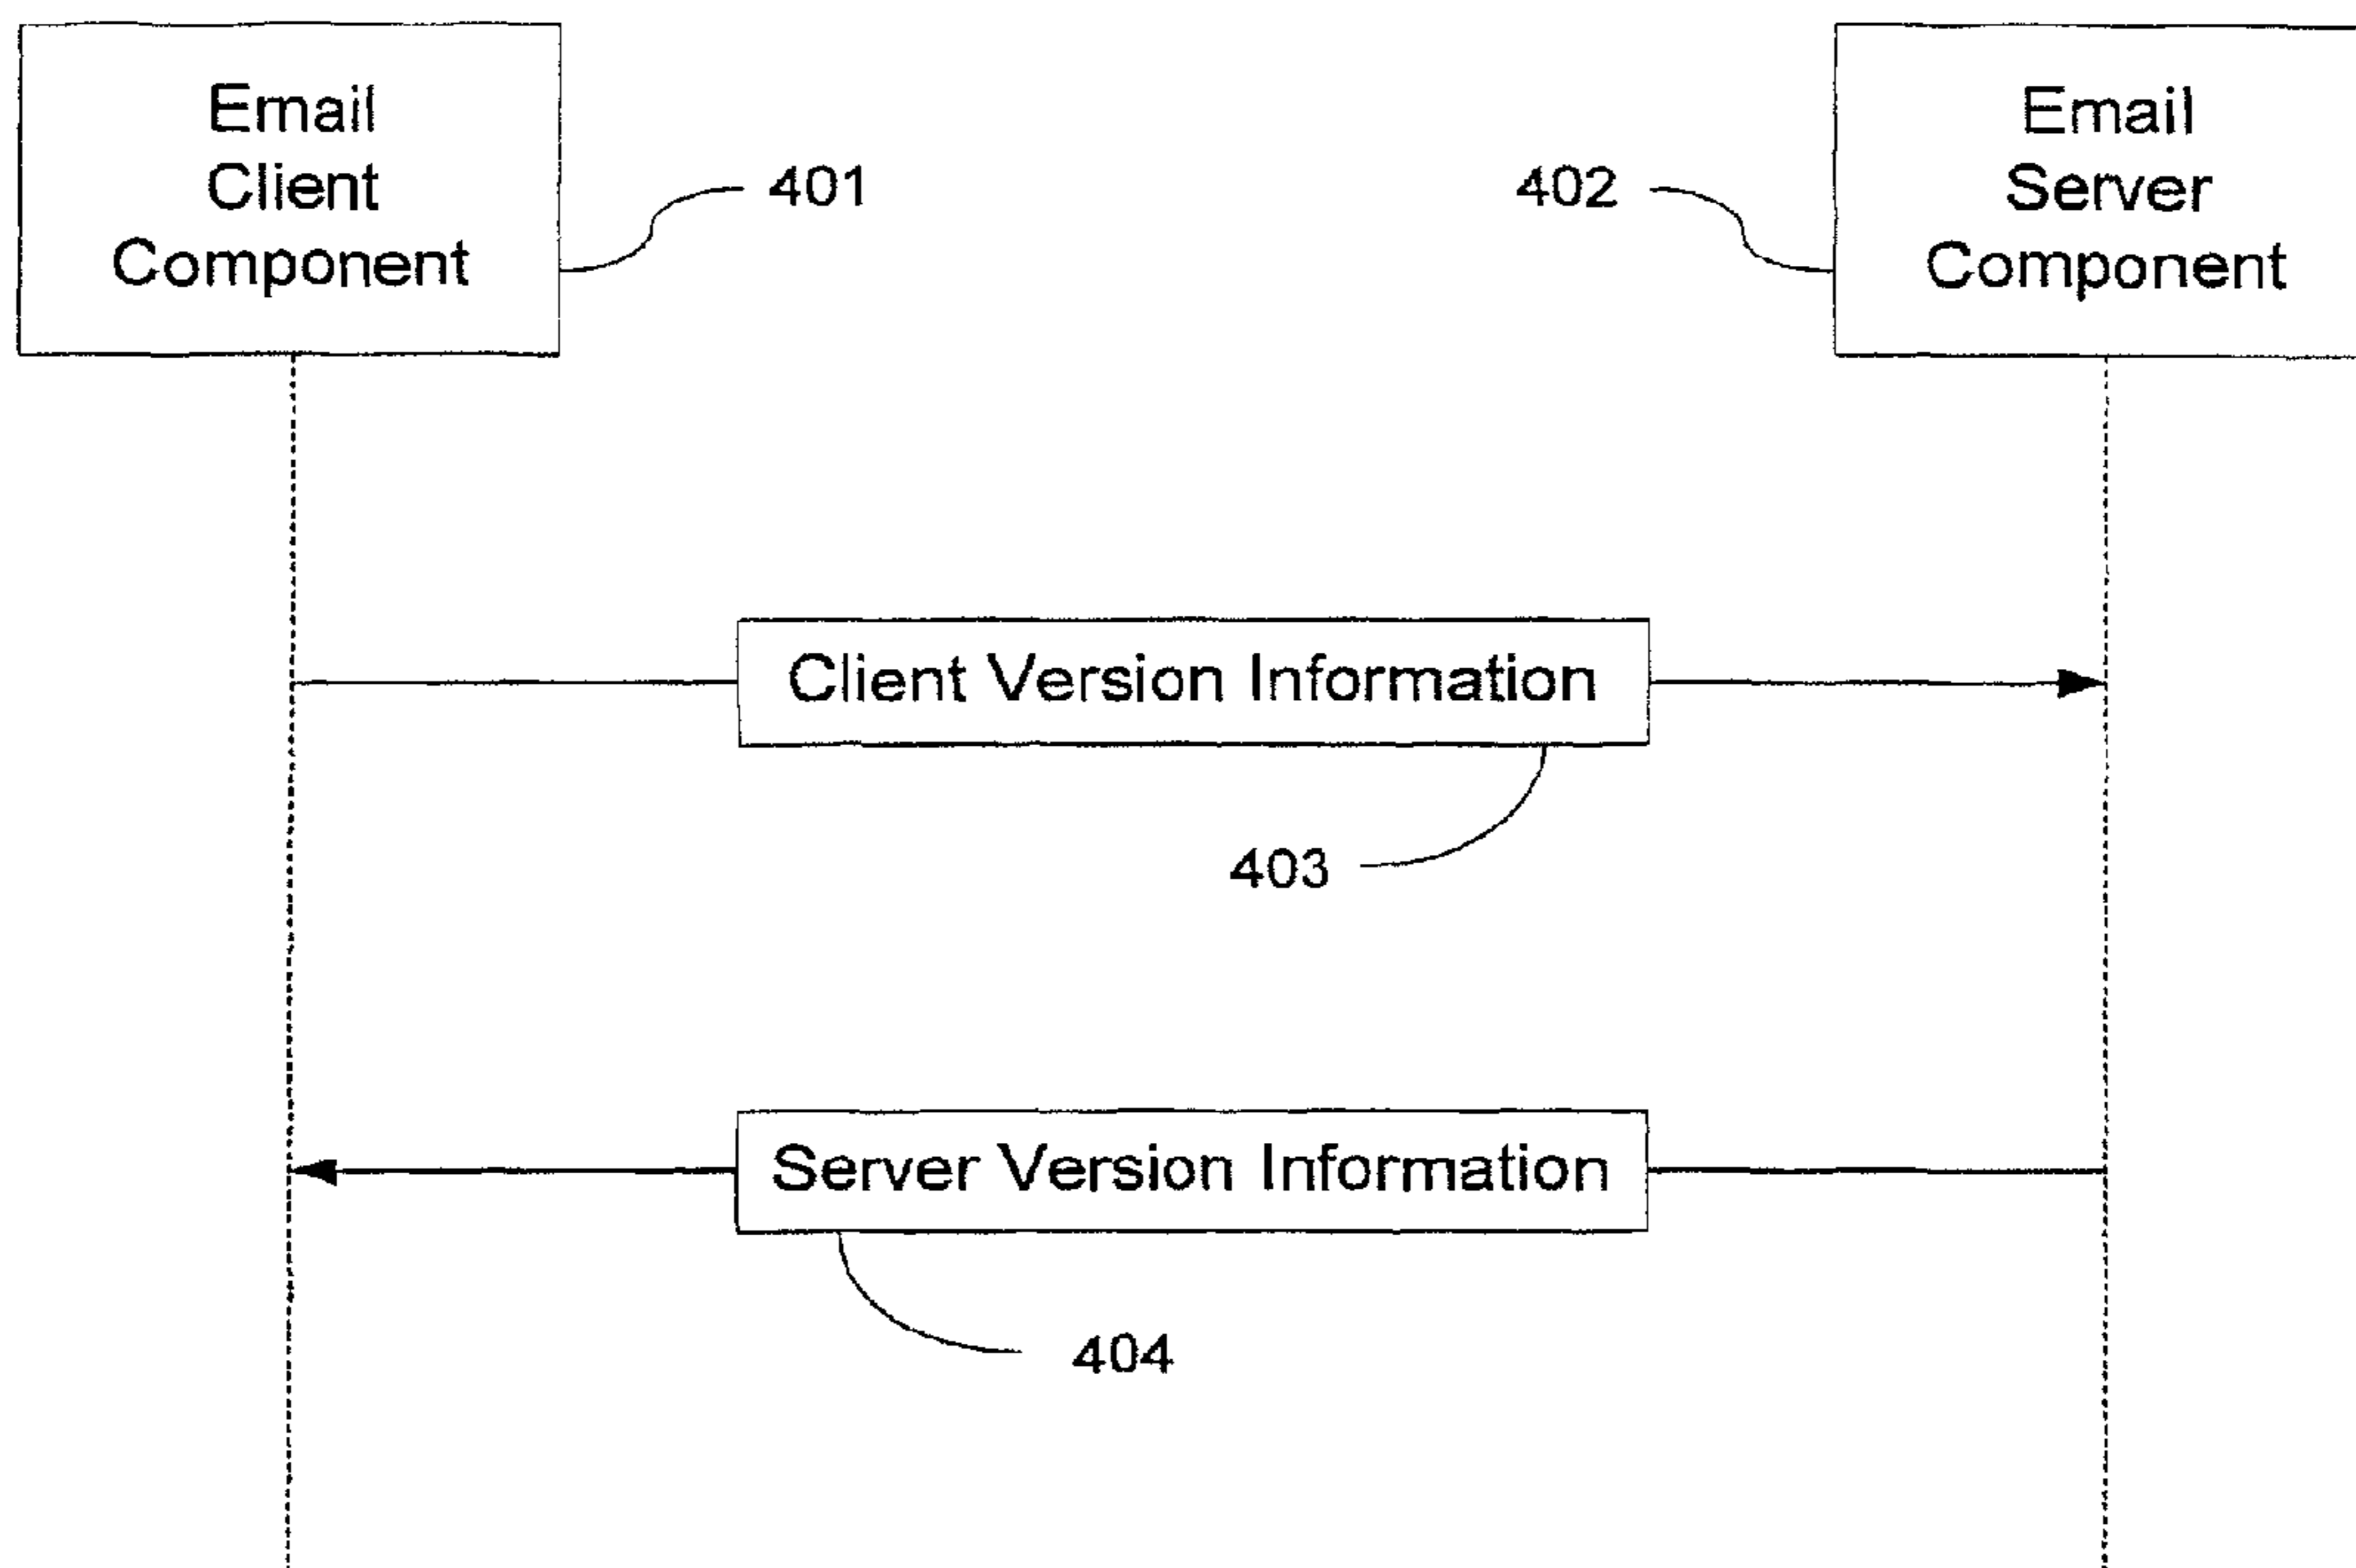 Email
Client
Component
401
402
Email
Server
Component
Client Version Information
403
Server Version Information
404